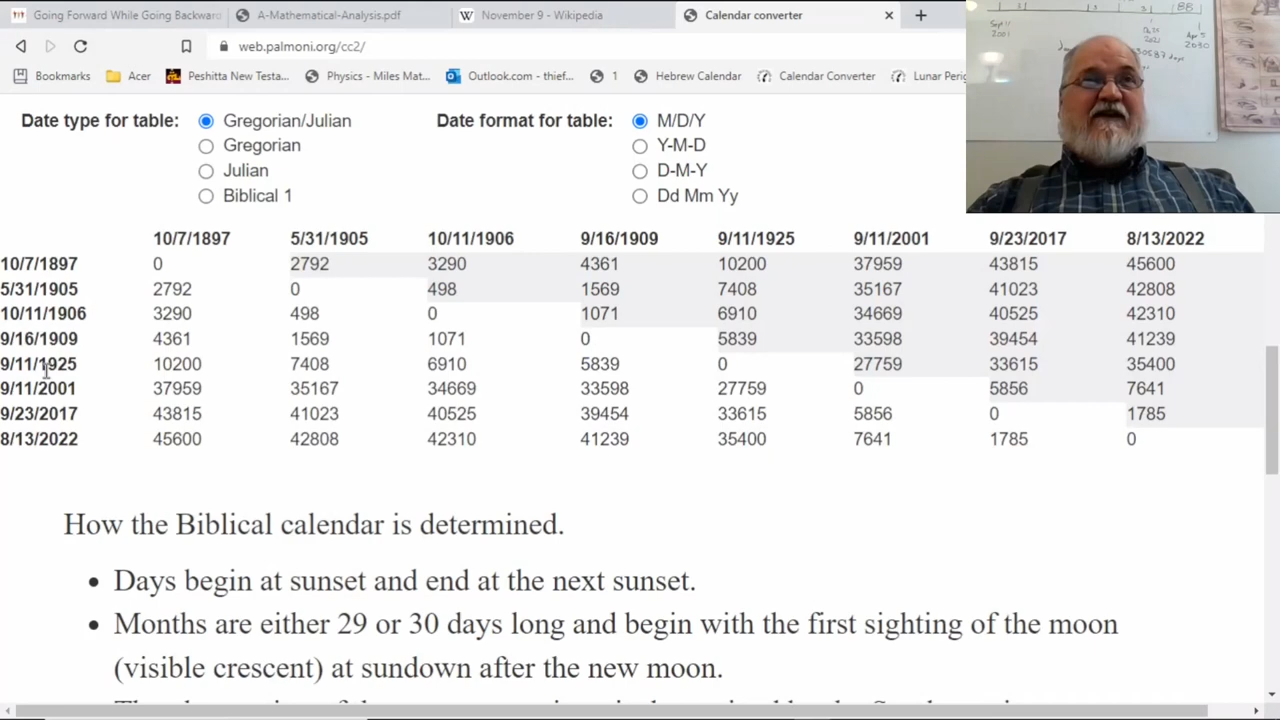 Going Forward While Going Backward
A-Mathematical-Analysis.pdf
November 9 - Wikipedia
Calendar converter
web.palmoni.org/cc2/
Bookmarks Acer Peshitta New Testa... Physics - Miles Mat... Outlook.com - thief... 1 Hebrew Calendar Calendar Converter Lunar Perig
Date type for table: Gregorian/Julian Date format for table: M/D/Y
Gregorian Y-M-D
Julian D-M-Y
Biblical 1 Dd Mm Yy
10/7/1897 5/31/1905 10/11/1906 9/16/1909 9/11/1925 9/11/2001 9/23/2017 8/13/2022
10/7/1897 0 2792 3290 4361 10200 37959 43815 45600
5/31/1905 2792 0 498 1569 7408 35167 41023 42808
10/11/1906 3290 498 0 1071 6910 34669 40525 42310
9/16/1909 4361 1569 1071 0 5839 33598 39454 41239
9/11/1925 10200 7408 6910 5839 0 27759 33615 35400
9/11/2001 37959 35167 34669 33598 27759 0 5856 7641
9/23/2017 43815 41023 40525 39454 33615 5856 0 1785
8/13/2022 45600 42808 42310 41239 35400 7641 1785 0
How the Biblical calendar is determined.
• Days begin at sunset and end at the next sunset.
• Months are either 29 or 30 days long and begin with the first sighting of the moon
(visible crescent) at sundown after the new moon.
Sept 11
2001
88
2021
Apr 5
2030
days